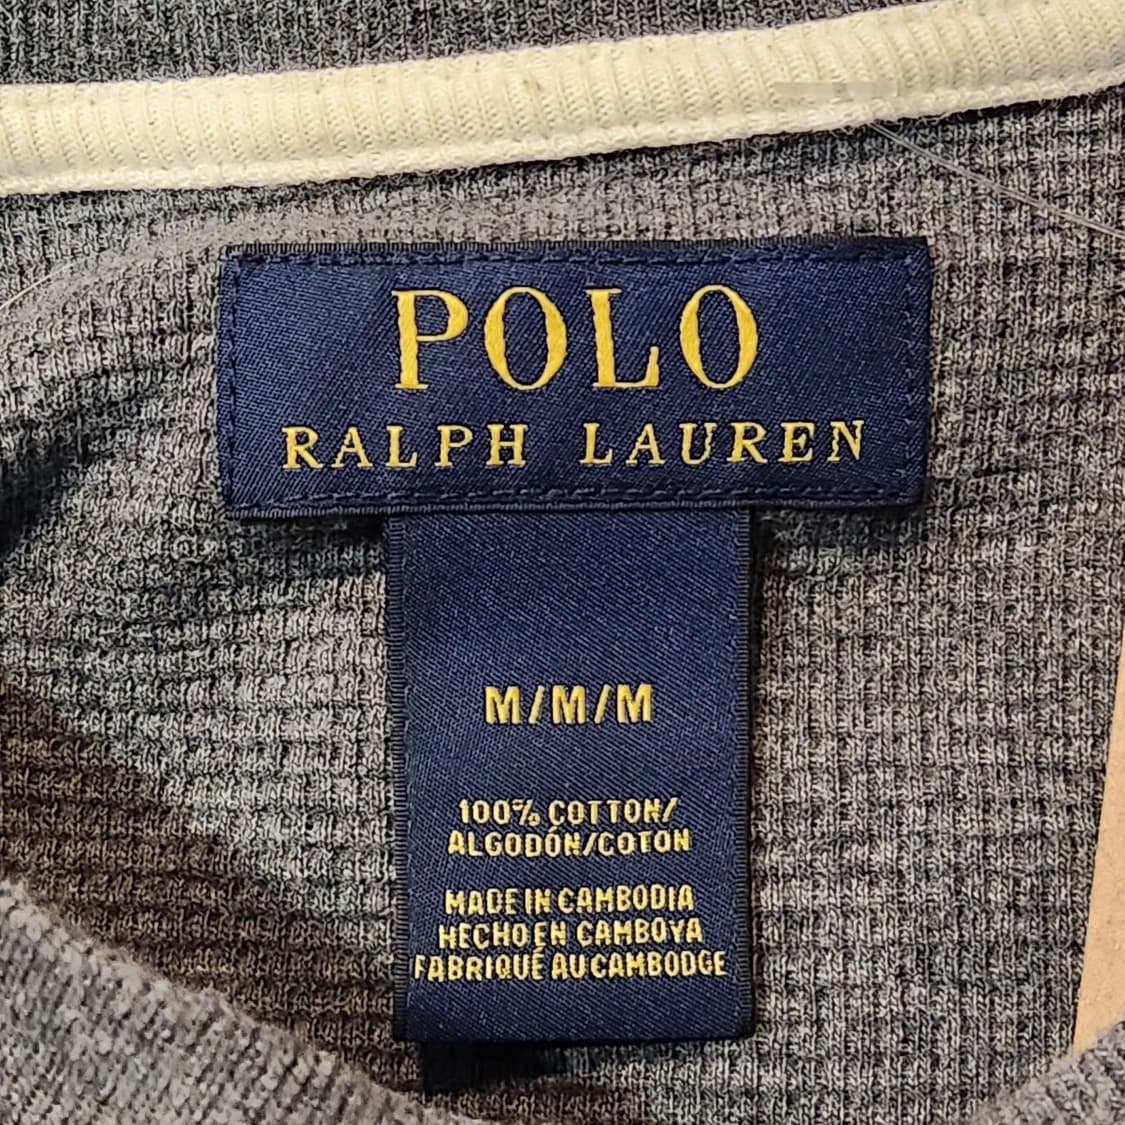 POLO
RALPH LAUREN
M/M/M
100% COTTON/
ALGODÓN/COTON
MADE IN CAMBODIA
HECHO EN CAMBOYA
FABRIQUÉ AU CAMBODGE